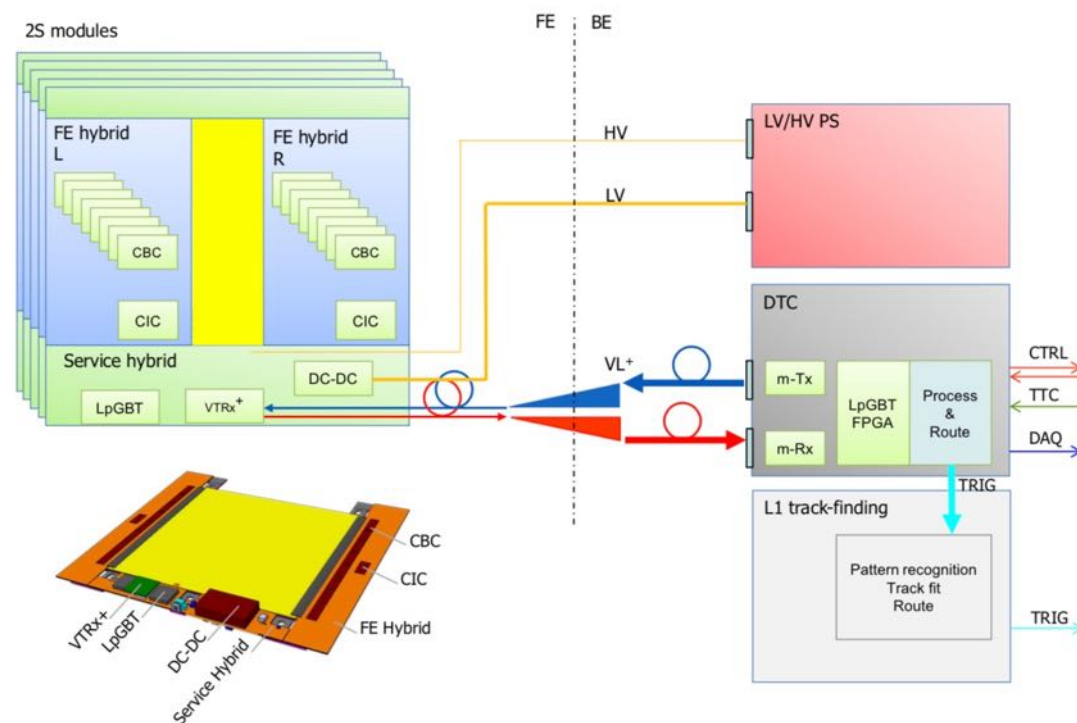 2S modules
FE
BE
FE hybrid
L
FE hybrid
R
CBC
CBC
CIC
CIC
Service hybrid
DC-DC
LpGBT
VTRx+
HV
LV
LV/HV PS
VL+
DTC
m-Tx
m-Rx
LpGBT
FPGA
Process
&
Route
CTRL
TTC
DAQ
TRIG
L1 track-finding
Pattern recognition
Track fit
Route
TRIG
CBC
CIC
FE Hybrid
VTRx+
LpGBT
DC-DC
Service Hybrid